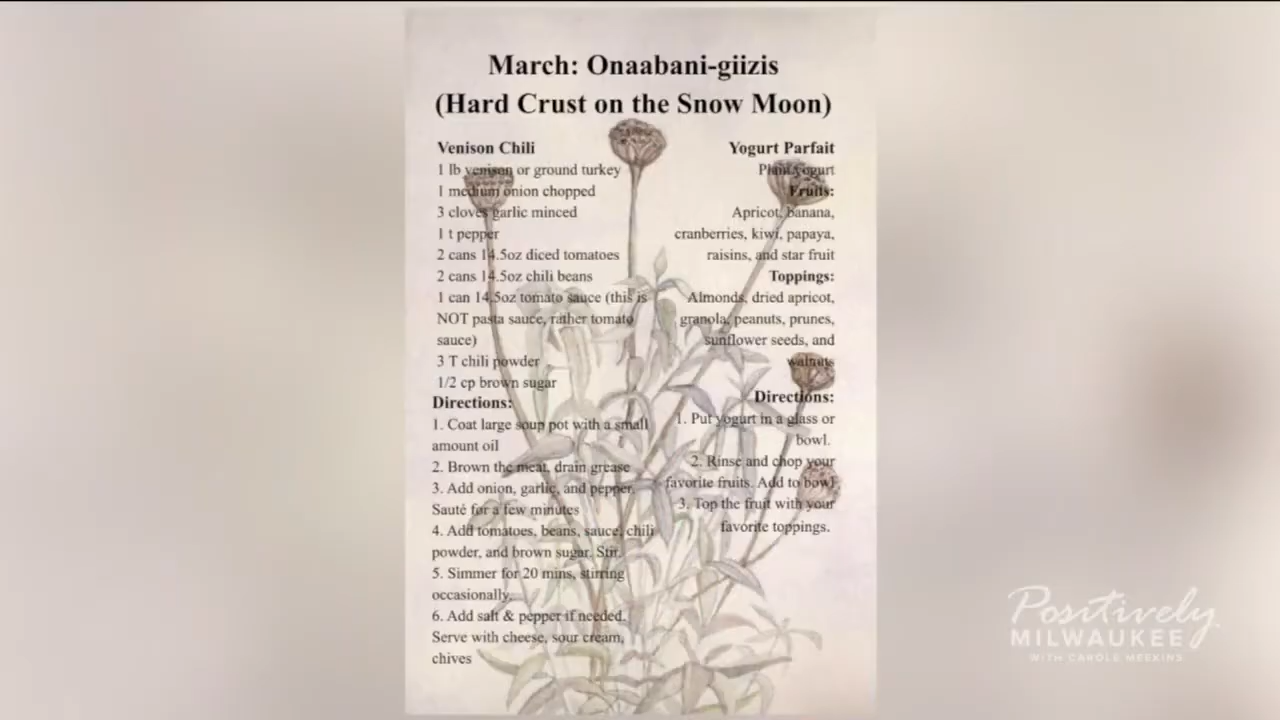 March: Onaabani-giizis
(Hard Crust on the Snow Moon)
Venison Chili
1 lb venison or ground turkey
1 medium onion chopped
3 cloves garlic minced
1 t pepper
2 cans 14.5oz diced tomatoes
2 cans 14.5oz chili beans
1 can 14.5oz tomato sauce (this is
NOT pasta sauce, rather tomato
sauce)
3 T chili powder
1/2 cp brown sugar
Directions:
1. Coat large soup pot with a small
amount oil
2. Brown the meat, drain grease
3. Add onion, garlic, and pepper.
Sauté for a few minutes
4. Add tomatoes, beans, sauce, chili
powder, and brown sugar. Stir.
5. Simmer for 20 mins, stirring
occasionally.
6. Add salt & pepper if needed.
Serve with cheese, sour cream,
chives
Yogurt Parfait
Plain yogurt
Fruits:
Apricot, banana,
cranberries, kiwi, papaya,
raisins, and star fruit
Toppings:
Almonds, dried apricot,
granola, peanuts, prunes,
sunflower seeds, and
walnuts
Directions:
1. Put yogurt in a glass or
bowl.
2. Rinse and chop your
favorite fruits. Add to bowl
3. Top the fruit with your
favorite toppings.
Positively
MILWAUKEE
WITH CAROLE MEEKINS